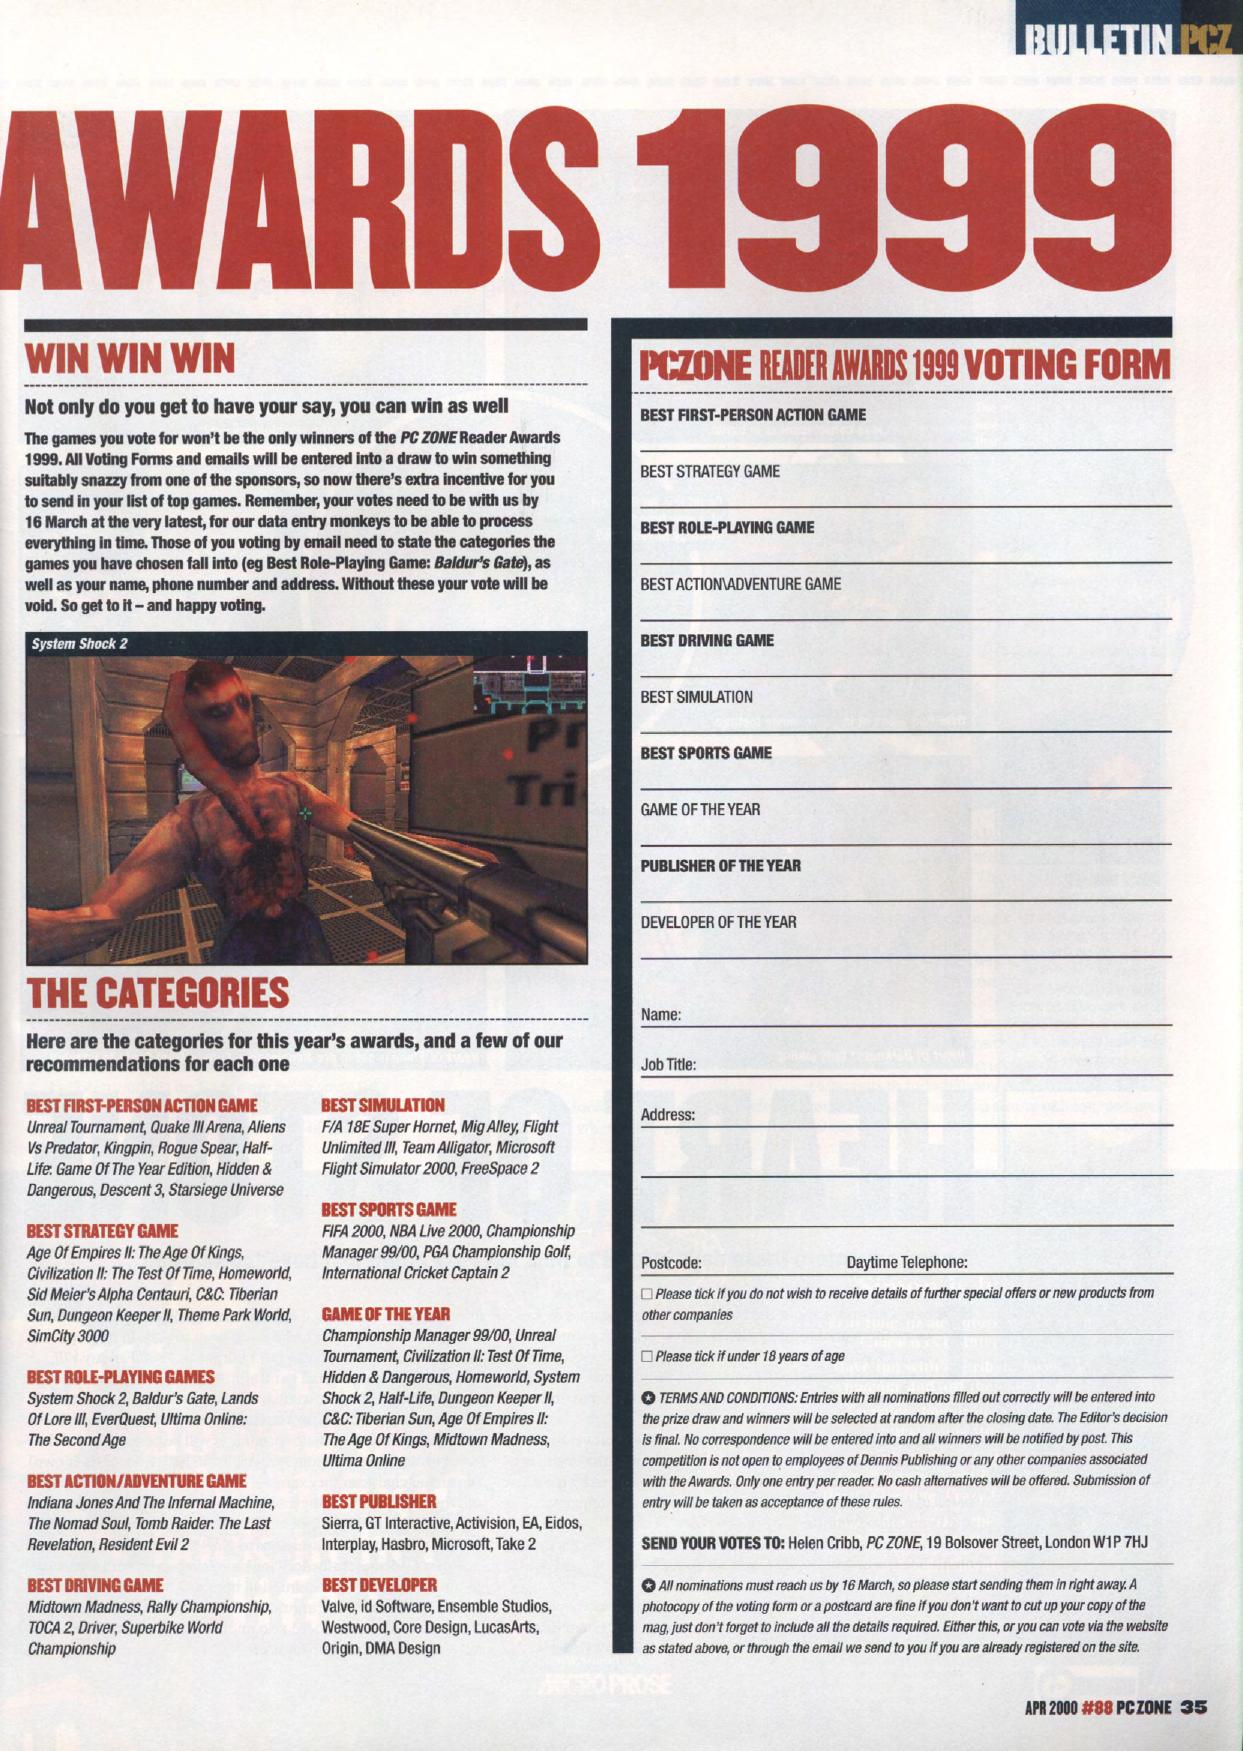 BULLETIN PCZ
AWARDS 1999
WIN WIN WIN
Not only do you get to have your say, you can win as well
The games you vote for won't be the only winners of the PC ZONE Reader Awards
1999. All Voting Forms and emails will be entered into a draw to win something
suitably snazzy from one of the sponsors, so now there's extra incentive for you
to send in your list of top games. Remember, your votes need to be with us by
16 March at the very latest, for our data entry monkeys to be able to process
everything in time. Those of you voting by email need to state the categories the
games you have chosen fall into (eg Best Role-Playing Game: Baldur's Gate), as
well as your name, phone number and address. Without these your vote will be
void. So get to it – and happy voting.
System Shock 2
Pr
Tri
THE CATEGORIES
Here are the categories for this year's awards, and a few of our
recommendations for each one
BEST FIRST-PERSON ACTION GAME
Unreal Tournament, Quake III Arena, Aliens
Vs Predator, Kingpin, Rogue Spear, Half-
Life: Game Of The Year Edition, Hidden &
Dangerous, Descent 3, Starsiege Universe
BEST STRATEGY GAME
Age Of Empires II: The Age Of Kings,
Civilization II: The Test Of Time, Homeworld,
Sid Meier's Alpha Centauri, C&C: Tiberian
Sun, Dungeon Keeper II, Theme Park World,
SimCity 3000
BEST ROLE-PLAYING GAMES
System Shock 2, Baldur's Gate, Lands
Of Lore III, EverQuest, Ultima Online:
The Second Age
BEST ACTION/ADVENTURE GAME
Indiana Jones And The Infernal Machine,
The Nomad Soul, Tomb Raider: The Last
Revelation, Resident Evil 2
BEST DRIVING GAME
Midtown Madness, Rally Championship,
TOCA 2, Driver, Superbike World
Championship
BEST SIMULATION
F/A 18E Super Hornet, Mig Alley, Flight
Unlimited III, Team Alligator, Microsoft
Flight Simulator 2000, FreeSpace 2
BEST SPORTS GAME
FIFA 2000, NBA Live 2000, Championship
Manager 99/00, PGA Championship Golf,
International Cricket Captain 2
GAME OF THE YEAR
Championship Manager 99/00, Unreal
Tournament, Civilization II: Test Of Time,
Hidden & Dangerous, Homeworld, System
Shock 2, Half-Life, Dungeon Keeper II,
C&C: Tiberian Sun, Age Of Empires II:
The Age Of Kings, Midtown Madness,
Ultima Online
BEST PUBLISHER
Sierra, GT Interactive, Activision, EA, Eidos,
Interplay, Hasbro, Microsoft, Take 2
BEST DEVELOPER
Valve, id Software, Ensemble Studios,
Westwood, Core Design, LucasArts,
Origin, DMA Design
PCZONE READER AWARDS 1999 VOTING FORM
BEST FIRST-PERSON ACTION GAME
BEST STRATEGY GAME
BEST ROLE-PLAYING GAME
BEST ACTION\ADVENTURE GAME
BEST DRIVING GAME
BEST SIMULATION
BEST SPORTS GAME
GAME OF THE YEAR
PUBLISHER OF THE YEAR
DEVELOPER OF THE YEAR
Name:
Job Title:
Address:
Postcode: Daytime Telephone:
Please tick if you do not wish to receive details of further special offers or new products from
other companies
Please tick if under 18 years of age
TERMS AND CONDITIONS: Entries with all nominations filled out correctly will be entered into
the prize draw and winners will be selected at random after the closing date. The Editor's decision
is final. No correspondence will be entered into and all winners will be notified by post. This
competition is not open to employees of Dennis Publishing or any other companies associated
with the Awards. Only one entry per reader. No cash alternatives will be offered. Submission of
entry will be taken as acceptance of these rules.
SEND YOUR VOTES TO: Helen Cribb, PC ZONE, 19 Bolsover Street, London W1P 7HJ
All nominations must reach us by 16 March, so please start sending them in right away. A
photocopy of the voting form or a postcard are fine if you don't want to cut up your copy of the
mag, just don't forget to include all the details required. Either this, or you can vote via the website
as stated above, or through the email we send to you if you are already registered on the site.
APR 2000 #88 PC ZONE 35